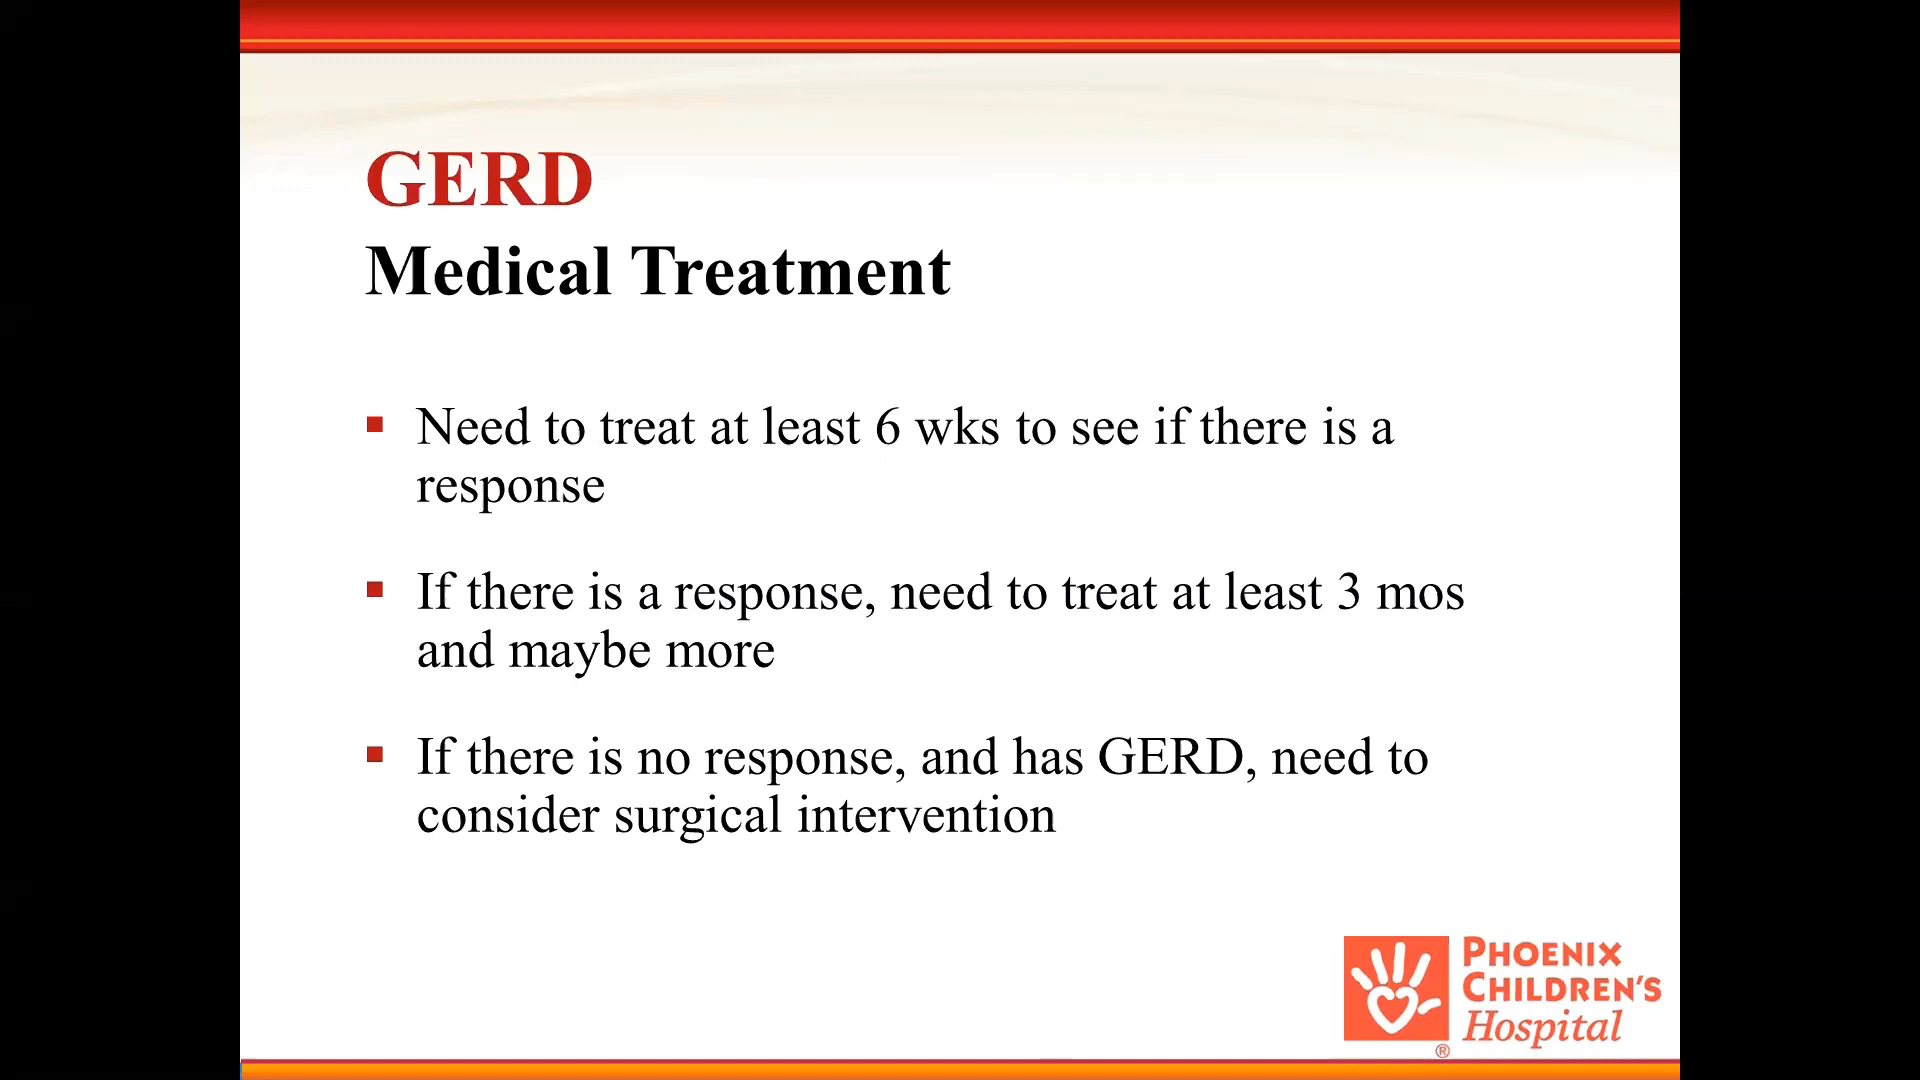 GERD
Medical Treatment
▪ Need to treat at least 6 wks to see if there is a
response
▪ If there is a response, need to treat at least 3 mos
and maybe more
▪ If there is no response, and has GERD, need to
consider surgical intervention
PHOENIX
CHILDREN'S
Hospital
®